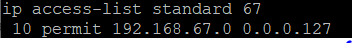 ip access-list standard 67
10 permit 192.168.67.0 0.0.0.127